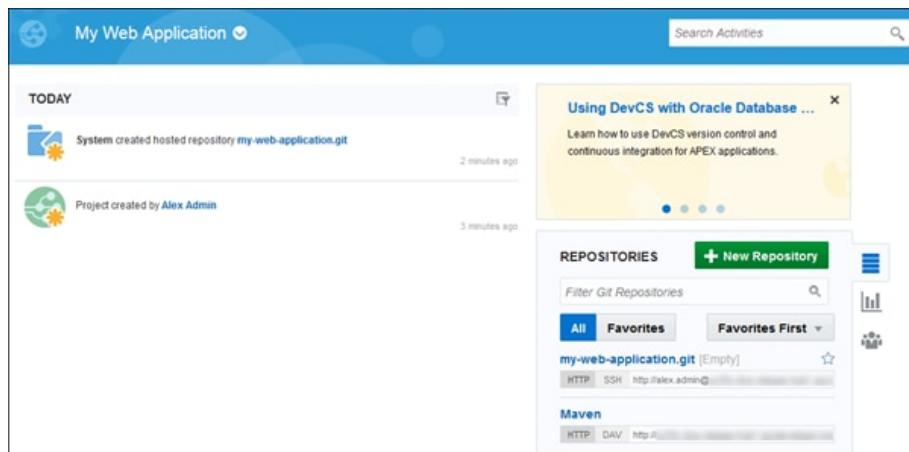 My Web Application
Search Activities
TODAY
System created hosted repository my-web-application.git
2 minutes ago
Project created by Alex Admin
3 minutes ago
Using DevCS with Oracle Database ...
Learn how to use DevCS version control and
continuous integration for APEX applications.
REPOSITORIES
New Repository
Filter Git Repositories
All Favorites Favorites First
my-web-application.git [Empty]
HTTP SSH http://alex.admin@
Maven
HTTP DAV http://